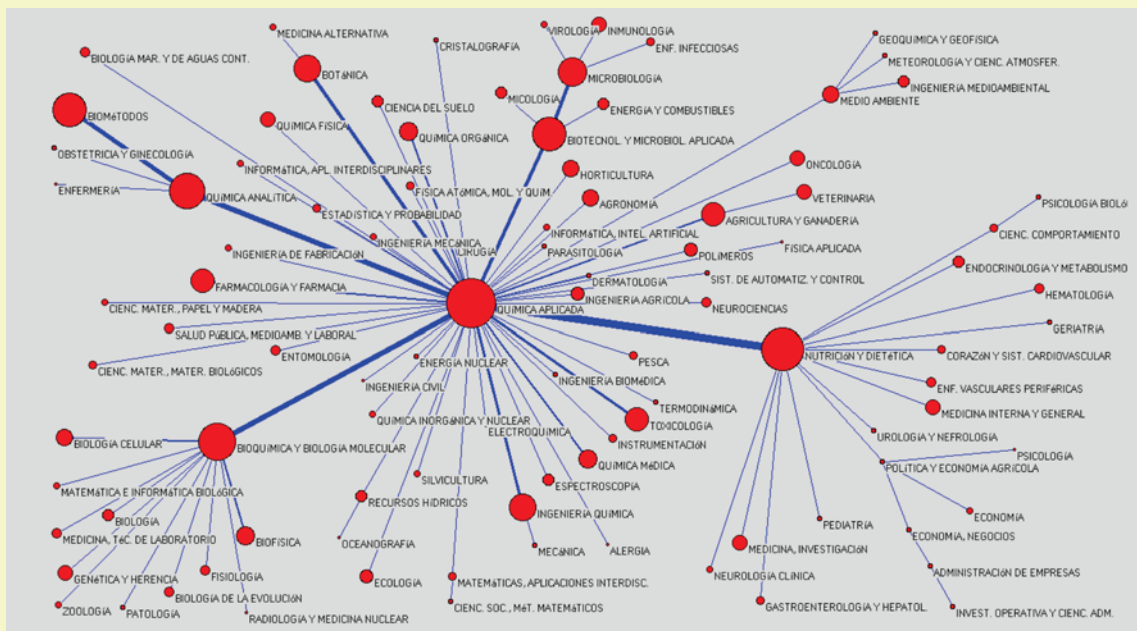 MEDICINA ALTERNATIVA
VIROLOGÍA
INMUNOLOGÍA
GEOQUÍMICA Y GEOFÍSICA
CRISTALOGRAFÍA
ENF. INFECCIOSAS
BIOLOGÍA MAR. Y DE AGUAS CONT.
METEOROLOGÍA Y CIENC. ATMOSFER.
BOTÁNICA
MICROBIOLOGÍA
INGENIERÍA MEDIOAMBIENTAL
MICOLOGÍA
MEDIO AMBIENTE
CIENCIA DEL SUELO
ENERGÍA Y COMBUSTIBLES
BIOMÉTODOS
QUÍMICA FÍSICA
QUÍMICA ORGÁNICA
BIOTECNOL. Y MICROBIOL. APLICADA
OBSTETRICIA Y GINECOLOGÍA
INFORMÁTICA, APL. INTERDISCIPLINARES
HORTICULTURA
ONCOLOGÍA
ENFERMERÍA
QUÍMICA ANALÍTICA
FÍSICA ATÓMICA, MOL. Y QUÍM.
AGRONOMÍA
VETERINARIA
PSICOLOGÍA BIOLÓ
ESTADÍSTICA Y PROBABILIDAD
AGRICULTURA Y GANADERÍA
INFORMÁTICA, INTEL. ARTIFICIAL
CIENC. COMPORTAMIENTO
INGENIERÍA MECÁNICA
CIRUGÍA
PARASITOLOGÍA
POLÍMEROS
FÍSICA APLICADA
INGENIERÍA DE FABRICACIÓN
ENDOCRINOLOGÍA Y METABOLISMO
FARMACOLOGÍA Y FARMACIA
DERMATOLOGÍA
SIST. DE AUTOMATIZ. Y CONTROL
HEMATOLOGÍA
CIENC. MATER., PAPEL Y MADERA
QUÍMICA APLICADA
INGENIERÍA AGRÍCOLA
NEUROCIENCIAS
GERIATRÍA
SALUD PÚBLICA, MEDIOAMB. Y LABORAL
ENTOMOLOGÍA
ENERGÍA NUCLEAR
PESCA
NUTRICIÓN Y DIETÉTICA
CORAZÓN Y SIST. CARDIOVASCULAR
CIENC. MATER., MATER. BIOLÓGICOS
INGENIERÍA CIVIL
INGENIERÍA BIOMÉDICA
ENF. VASCULARES PERIFÉRICAS
TERMODINÁMICA
MEDICINA INTERNA Y GENERAL
QUÍMICA INORGÁNICA Y NUCLEAR
TOXICOLOGÍA
ELECTROQUÍMICA
UROLOGÍA Y NEFROLOGÍA
BIOLOGÍA CELULAR
BIOQUÍMICA Y BIOLOGÍA MOLECULAR
INSTRUMENTACIÓN
PSICOLOGÍA
QUÍMICA MÉDICA
POLÍTICA Y ECONOMÍA AGRÍCOLA
SILVICULTURA
ESPECTROSCOPIA
MATEMÁTICA E INFORMÁTICA BIOLÓGICA
RECURSOS HÍDRICOS
INGENIERÍA QUÍMICA
ECONOMÍA
BIOLOGÍA
PEDIATRÍA
ECONOMÍA, NEGOCIOS
MEDICINA, TÉC. DE LABORATORIO
BIOFÍSICA
OCEANOGRAFÍA
MECÁNICA
ALERGIA
MEDICINA, INVESTIGACIÓN
GENÉTICA Y HERENCIA
FISIOLOGÍA
ECOLOGÍA
NEUROLOGÍA CLÍNICA
ADMINISTRACIÓN DE EMPRESAS
MATEMÁTICAS, APLICACIONES INTERDISC.
BIOLOGÍA DE LA EVOLUCIÓN
ZOOLOGÍA
PATOLOGÍA
RADIOLOGÍA Y MEDICINA NUCLEAR
CIENC. SOC., MÉT. MATEMÁTICOS
GASTROENTEROLOGÍA Y HEPATOL.
INVEST. OPERATIVA Y CIENC. ADM.